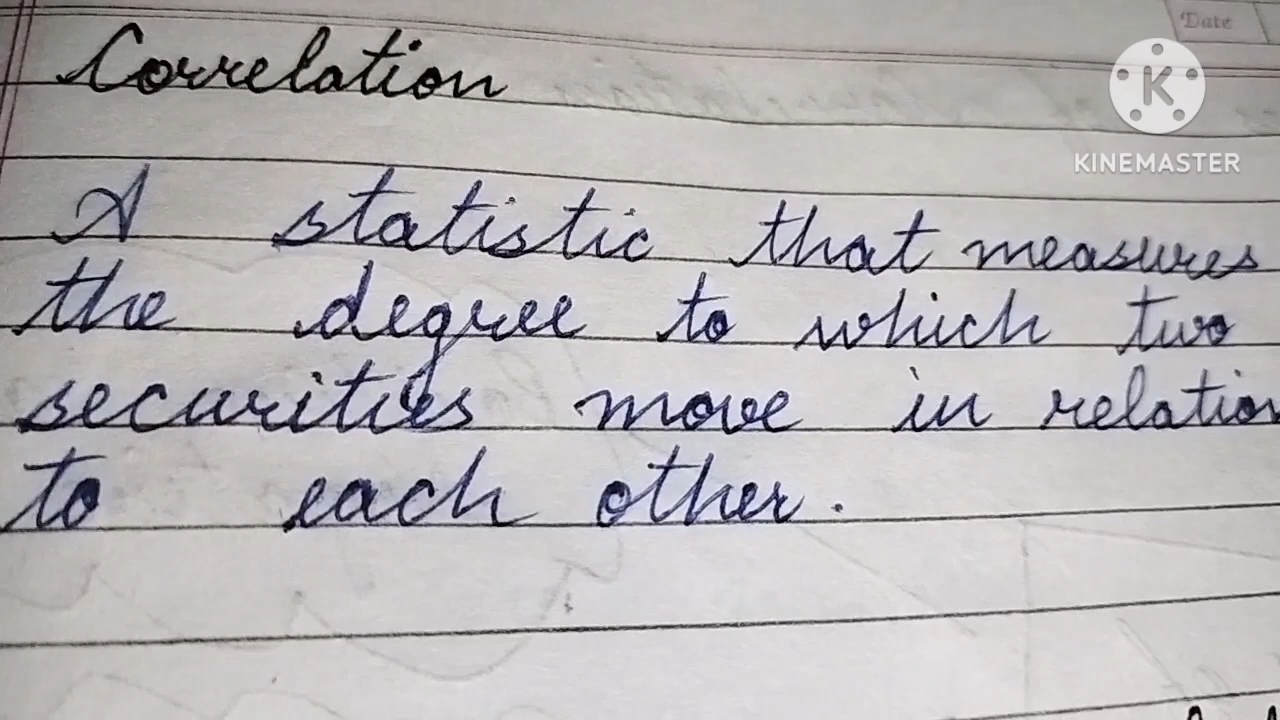 Date
Correlation
K
KINEMASTER
A statistic that measures
the degree to which two
securities move in relation
to each other.